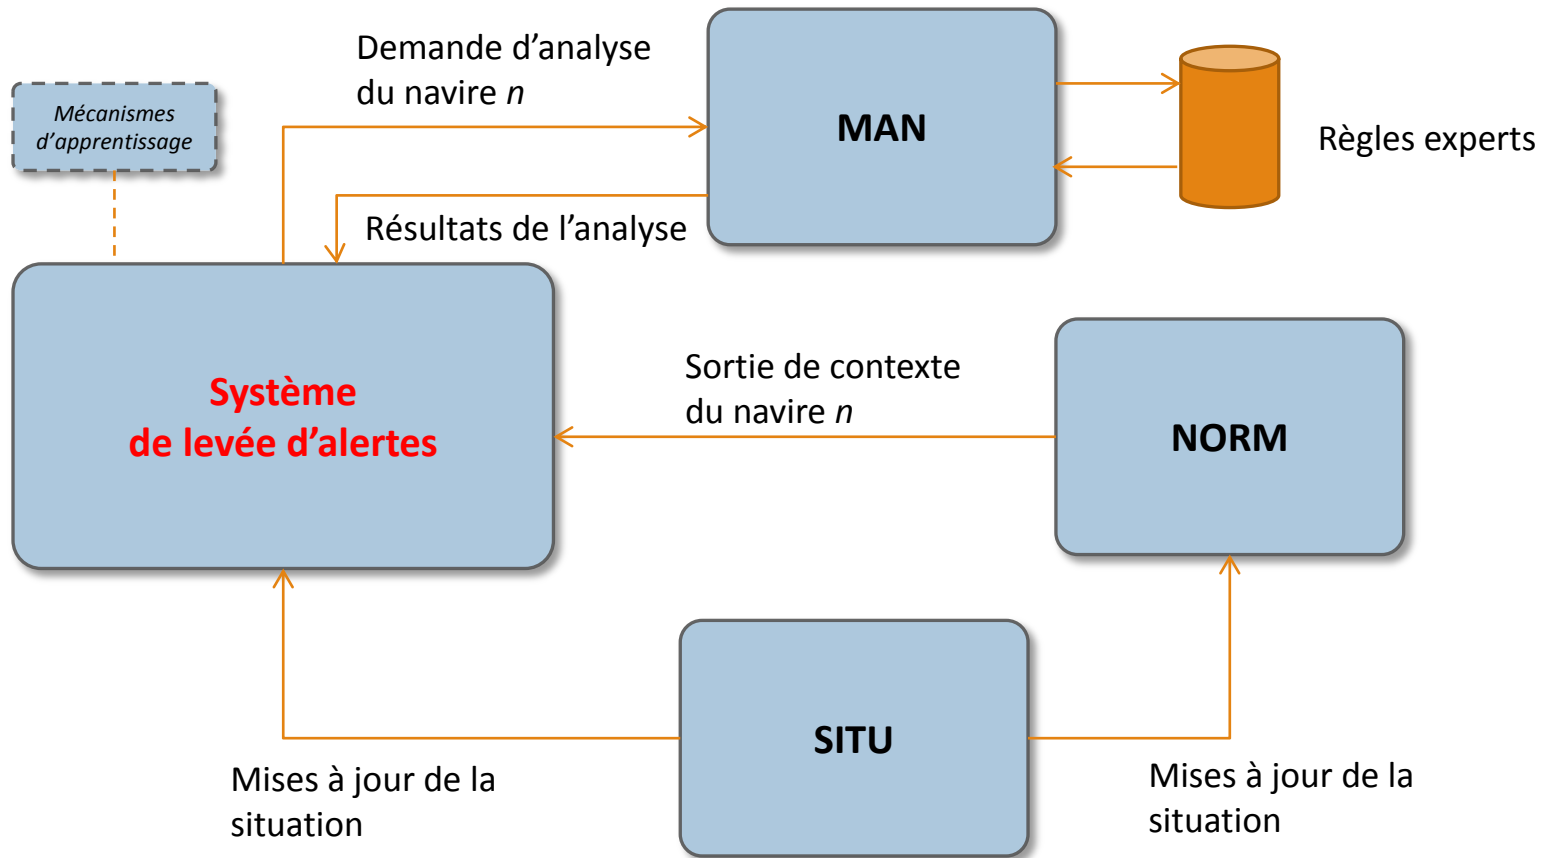 Demande d’analyse
du navire n
Mécanismes
d’apprentissage
MAN
Règles experts
Résultats de l’analyse
Système
de levée d’alertes
Sortie de contexte
du navire n
NORM
SITU
Mises à jour de la
situation
Mises à jour de la
situation